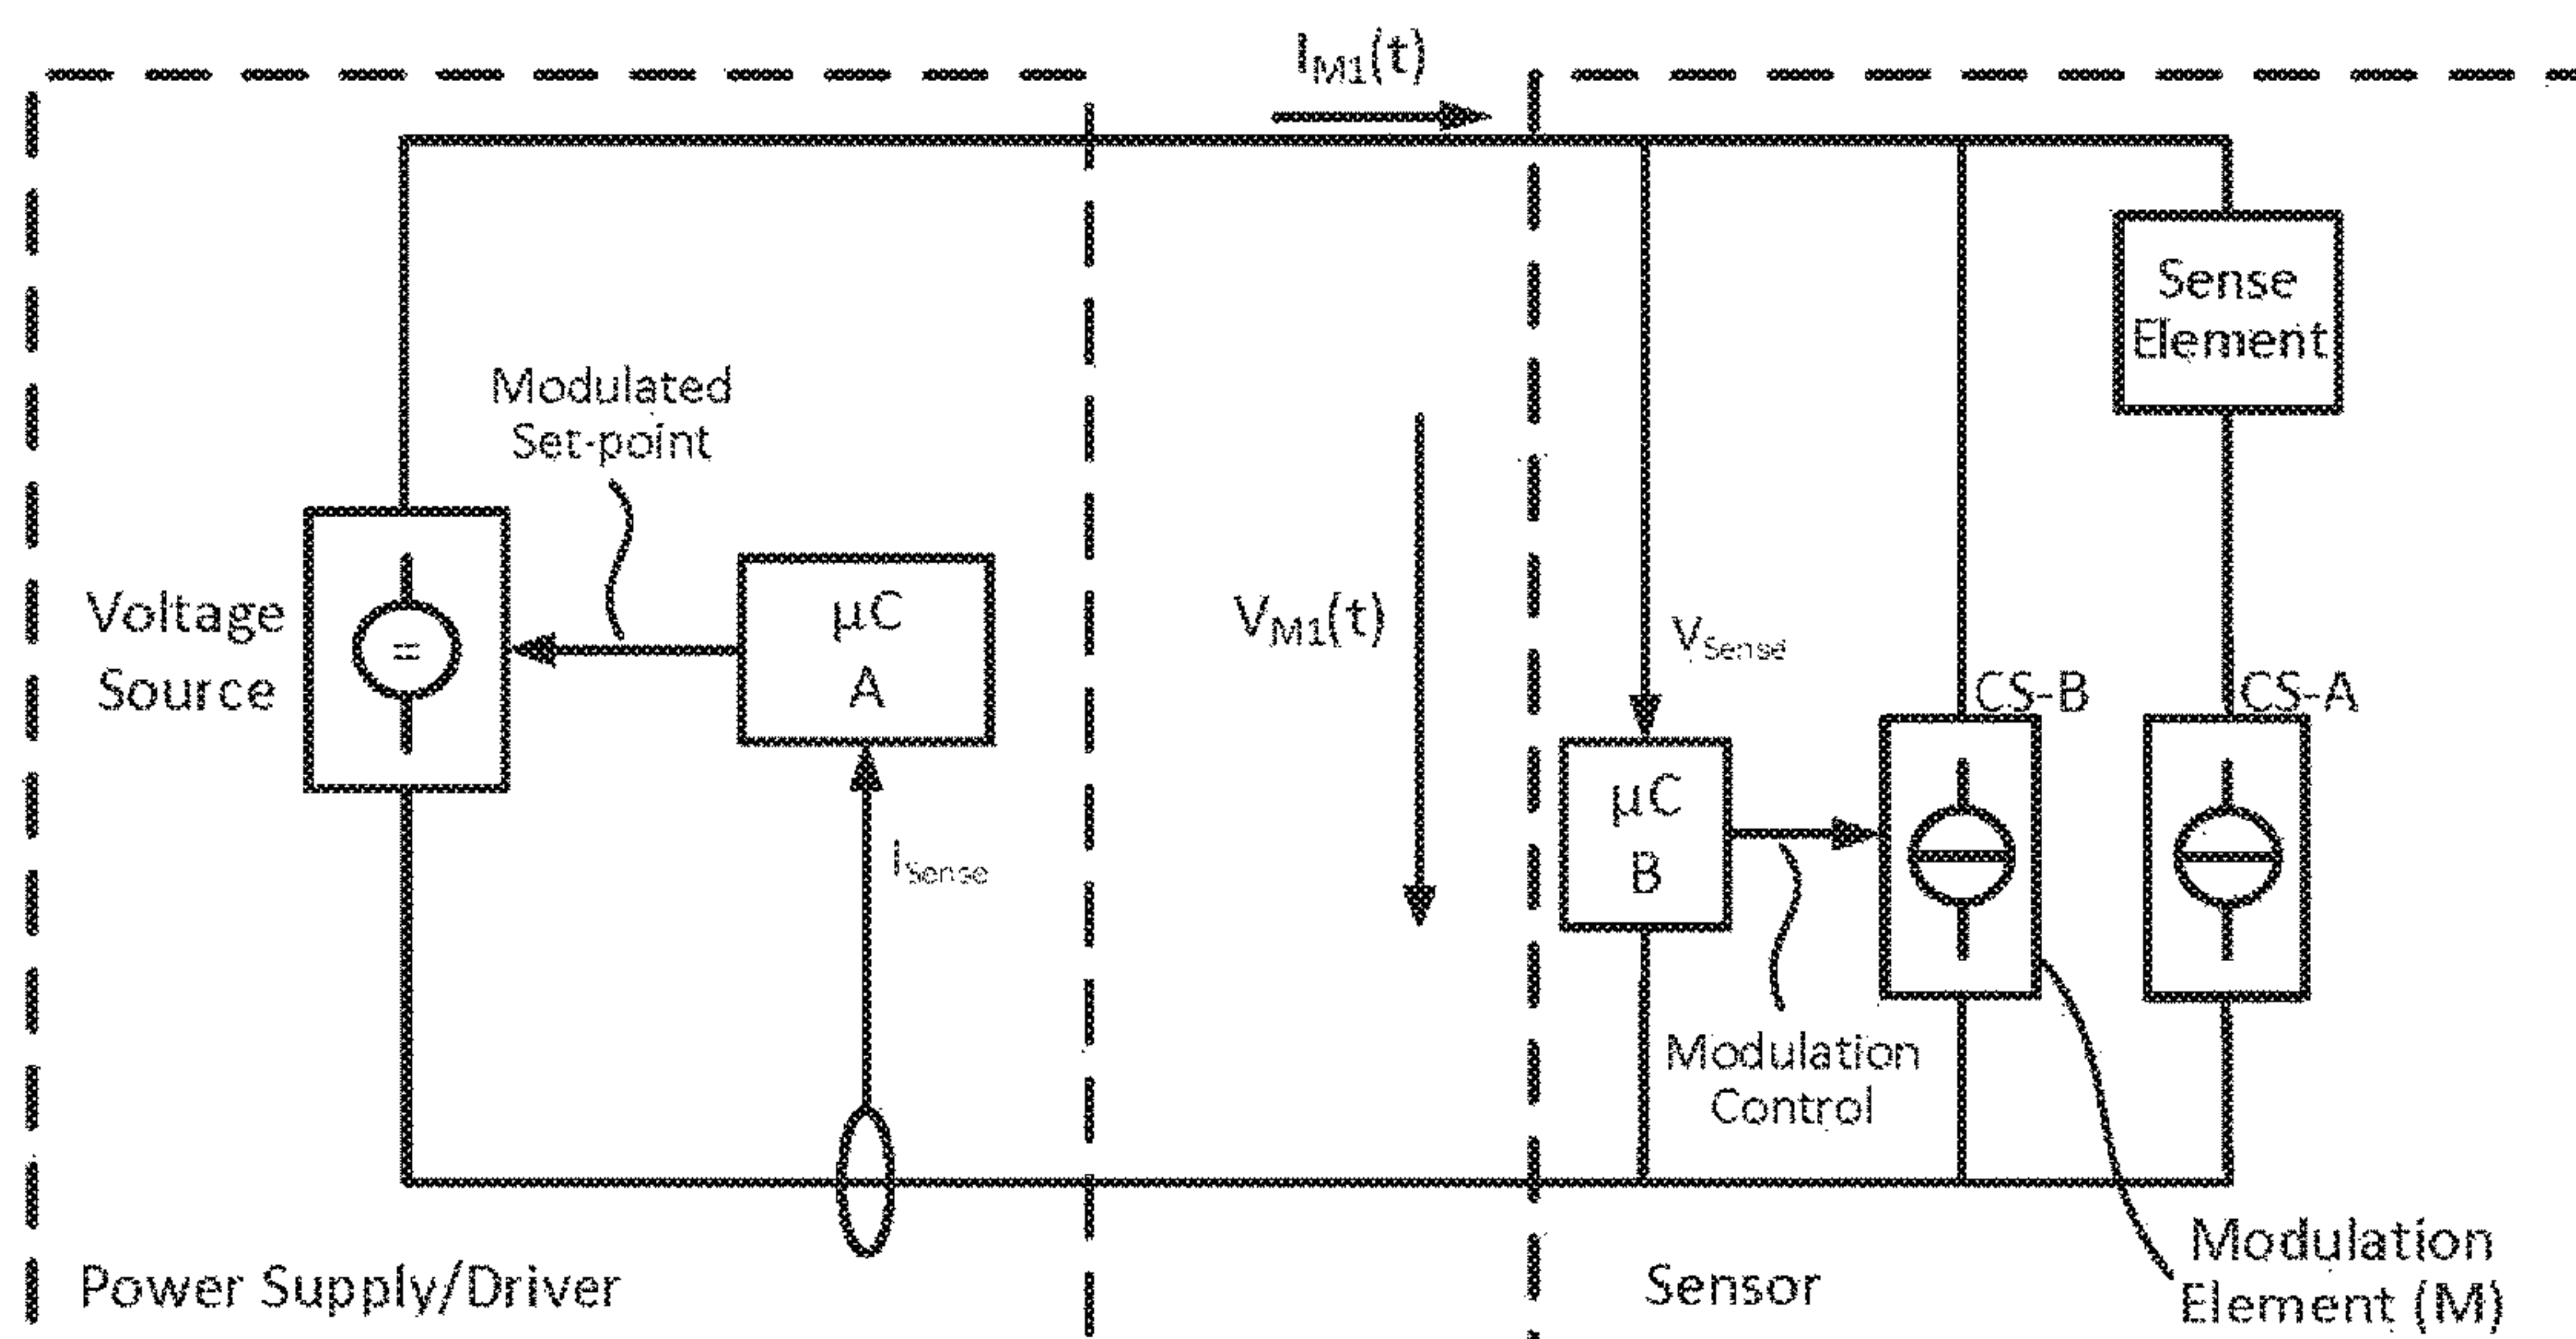 I_M1(t)
Sense
Element
Modulated
Set-point
Voltage
Source
=
µC
A
V_M1(t)
V_Sense
CS-B
CS-A
µC
B
I_Sense
Modulation
Control
Power Supply/Driver
Sensor
Modulation
Element (M)